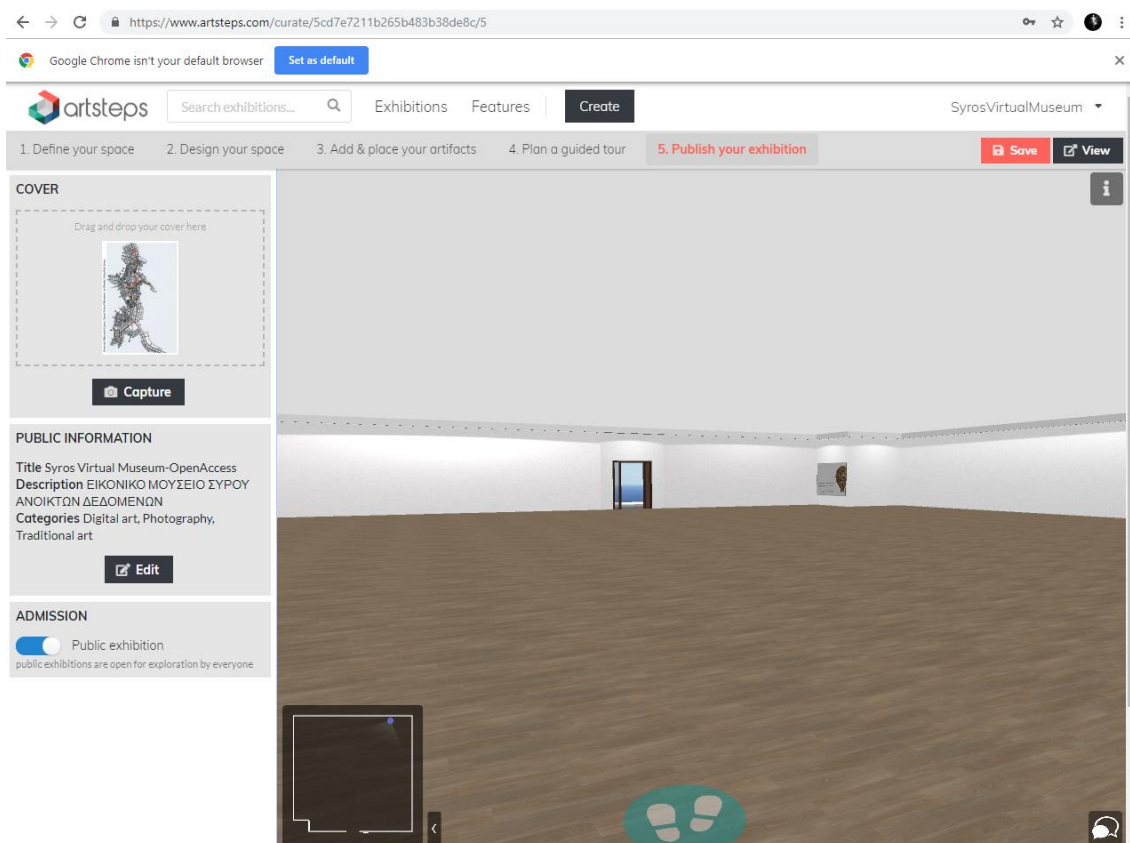 https://www.artsteps.com/curate/5cd7e7211b265b483b38de8c/5
Google Chrome isn't your default browser
Set as default
artsteps
Search exhibitions...
Exhibitions
Features
Create
SyrosVirtualMuseum
1. Define your space
2. Design your space
3. Add & place your artifacts
4. Plan a guided tour
5. Publish your exhibition
Save
View
COVER
Drag and drop your cover here
Capture
PUBLIC INFORMATION
Title Syros Virtual Museum-OpenAccess
Description ΕΙΚΟΝΙΚΟ ΜΟΥΣΕΙΟ ΣΥΡΟΥ
ΑΝΟΙΚΤΩΝ ΔΕΔΟΜΕΝΩΝ
Categories Digital art, Photography,
Traditional art
Edit
ADMISSION
Public exhibition
public exhibitions are open for exploration by everyone